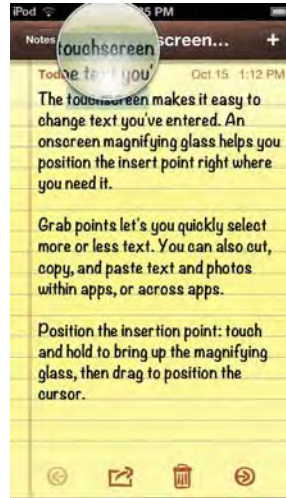 iPod 35 PM
Notes screen... +
touchscreen
e text you'
Today Oct 15 1:12 PM
The touchscreen makes it easy to
change text you've entered. An
onscreen magnifying glass helps you
position the insert point right where
you need it.
Grab points let's you quickly select
more or less text. You can also cut,
copy, and paste text and photos
within apps, or across apps.
Position the insertion point: touch
and hold to bring up the magnifying
glass, then drag to position the
cursor.